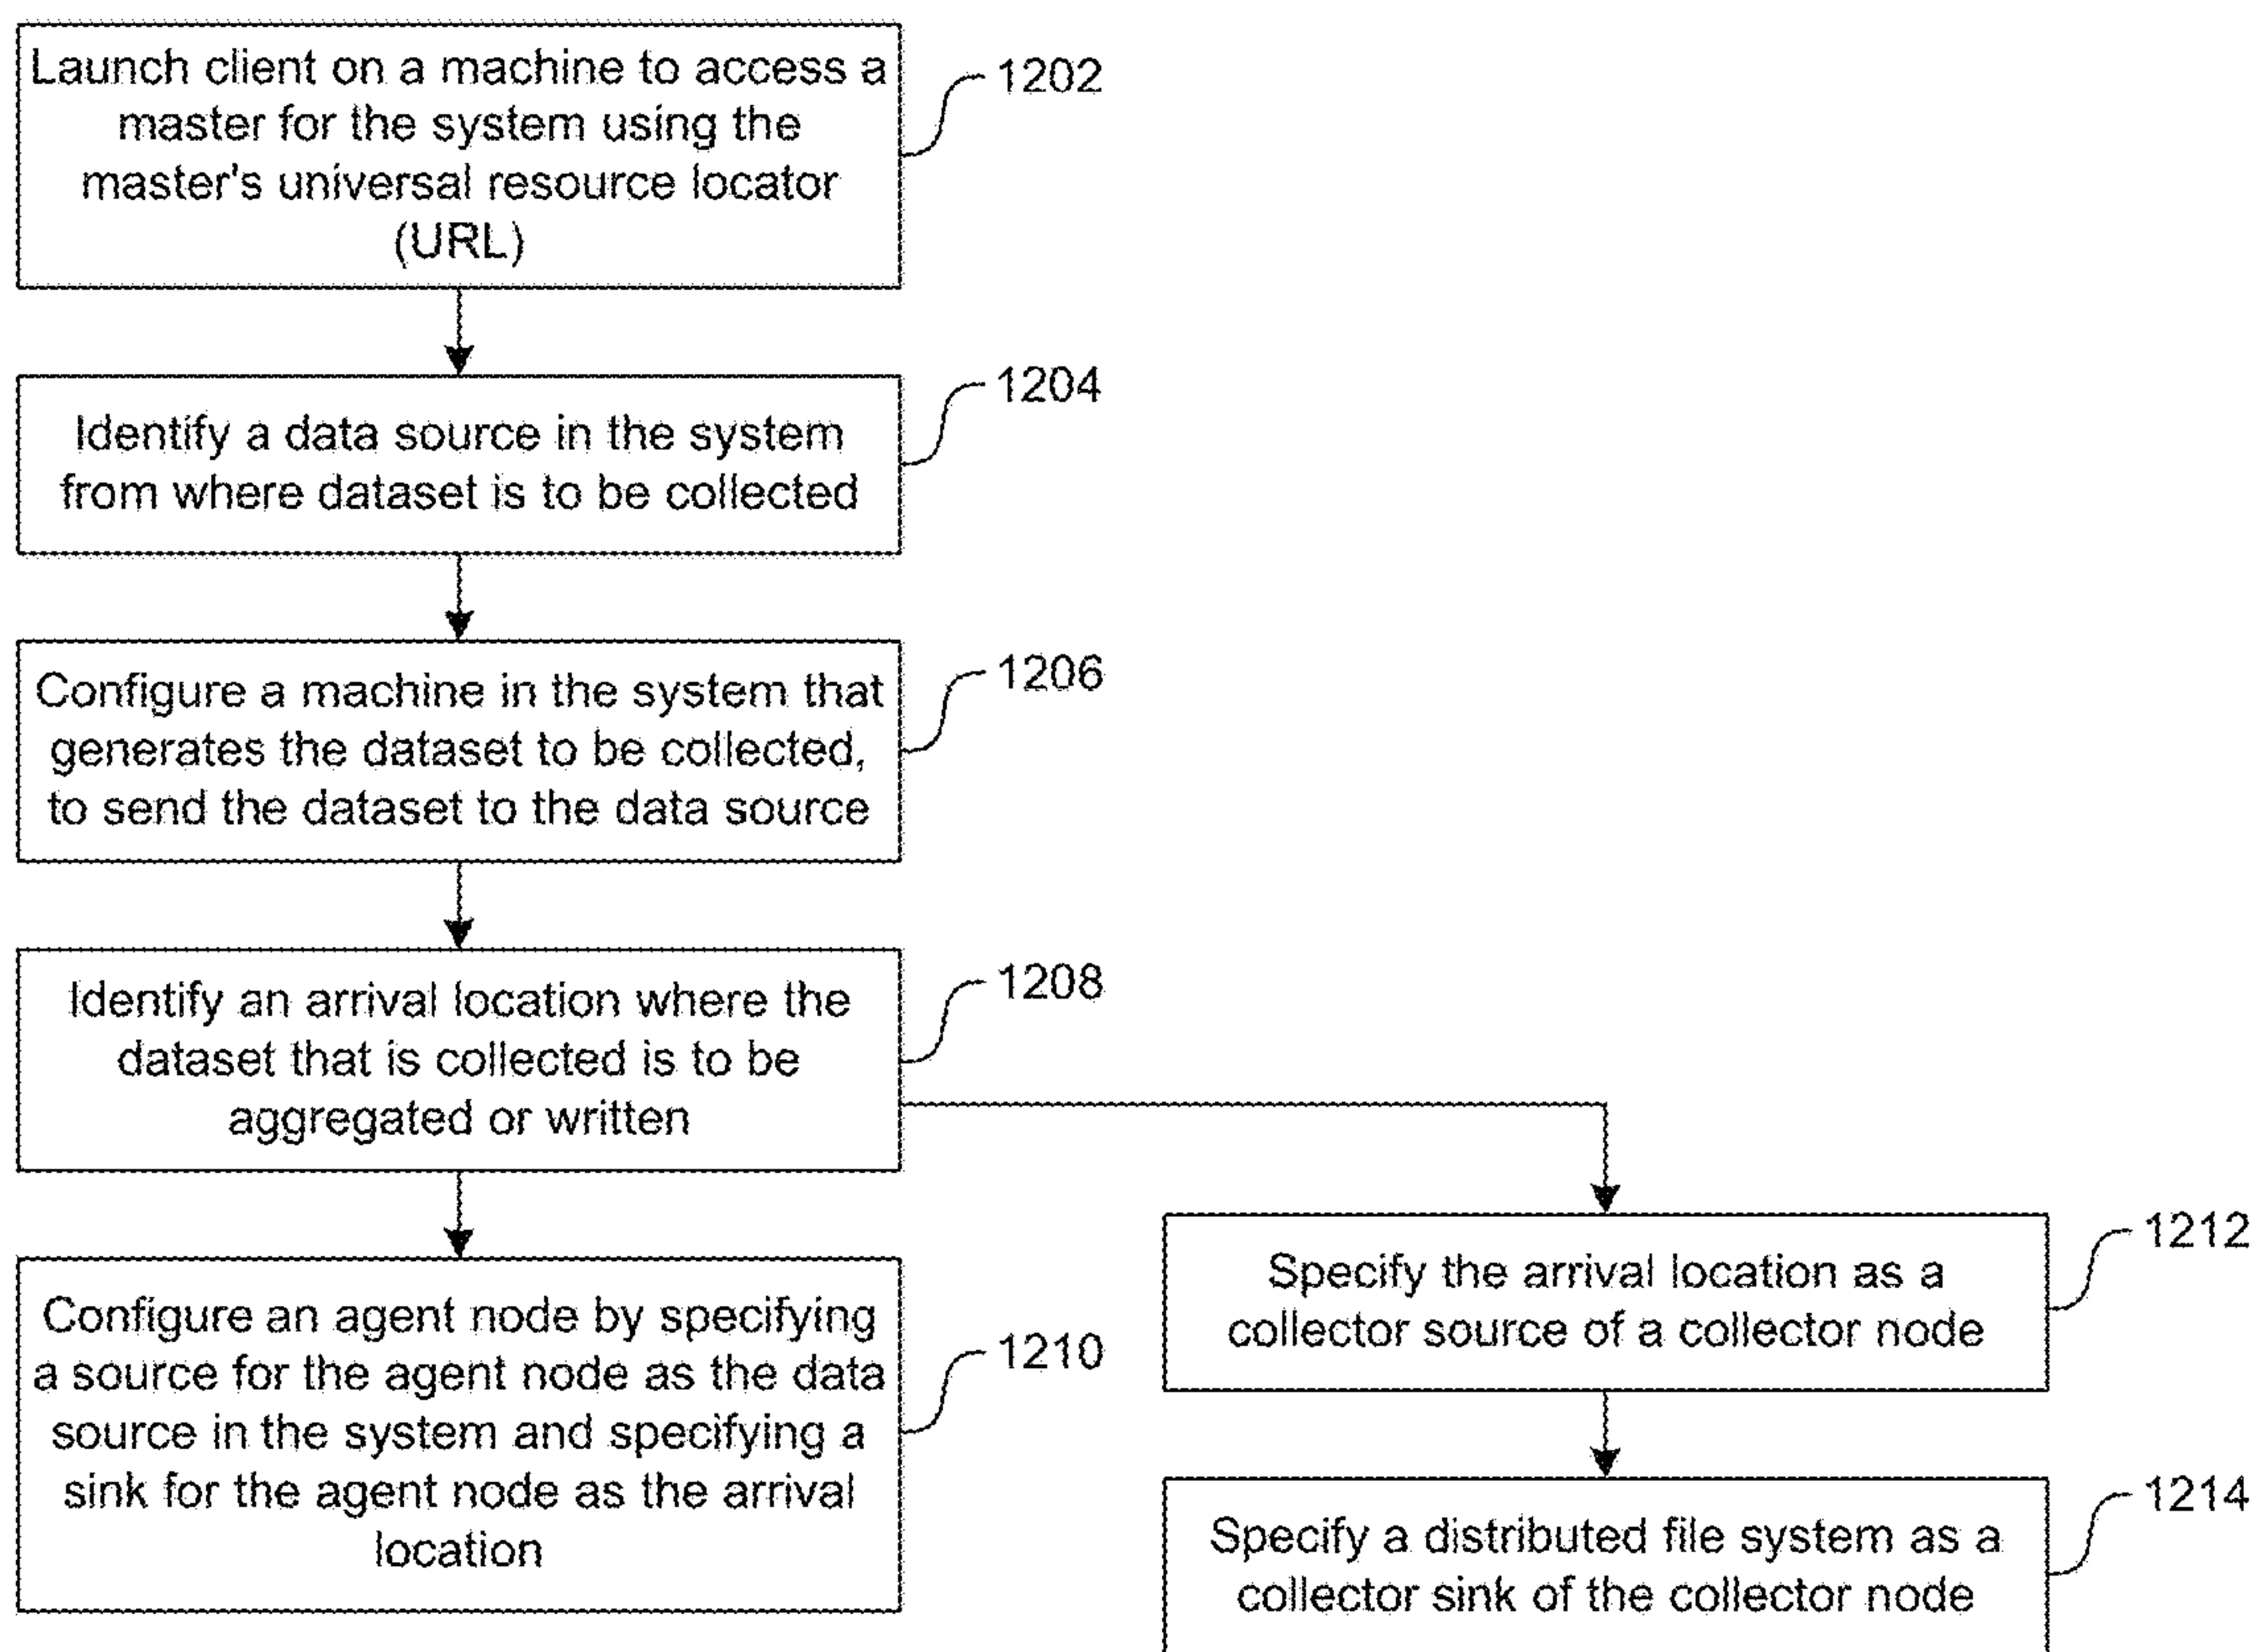 Launch client on a machine to access a
master for the system using the
master's universal resource locator
(URL)
1202
Identify a data source in the system
from where dataset is to be collected
1204
Configure a machine in the system that
generates the dataset to be collected,
to send the dataset to the data source
1206
Identify an arrival location where the
dataset that is collected is to be
aggregated or written
1208
Configure an agent node by specifying
a source for the agent node as the data
source in the system and specifying a
sink for the agent node as the arrival
location
1210
Specify the arrival location as a
collector source of a collector node
1212
Specify a distributed file system as a
collector sink of the collector node
1214